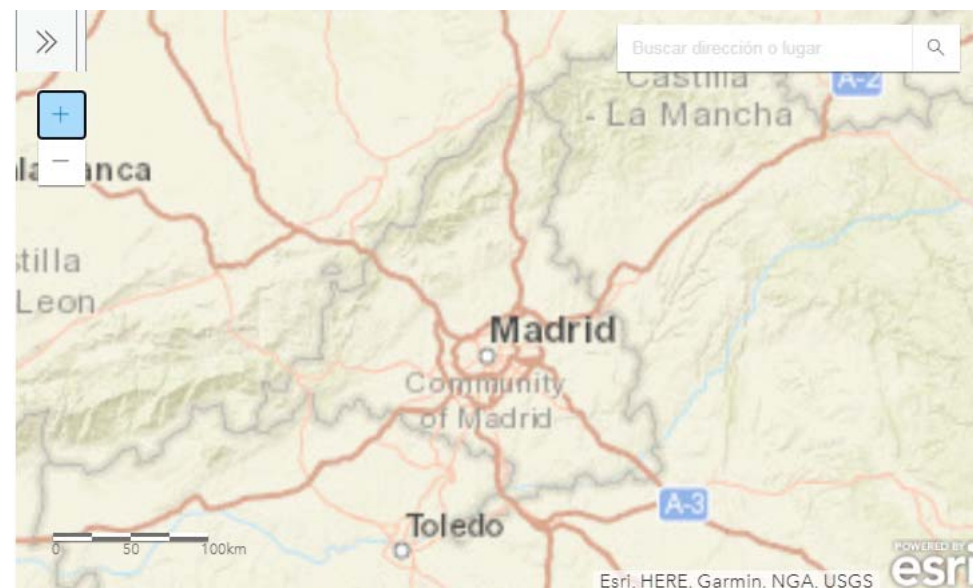 Buscar dirección o lugar
Castilla
- La Mancha
A-2
+
−
anca
tilla
Leon
Madrid
Community
of Madrid
A-3
Toledo
0 50 100km
POWERED BY
esri
Esri, HERE, Garmin, NGA, USGS